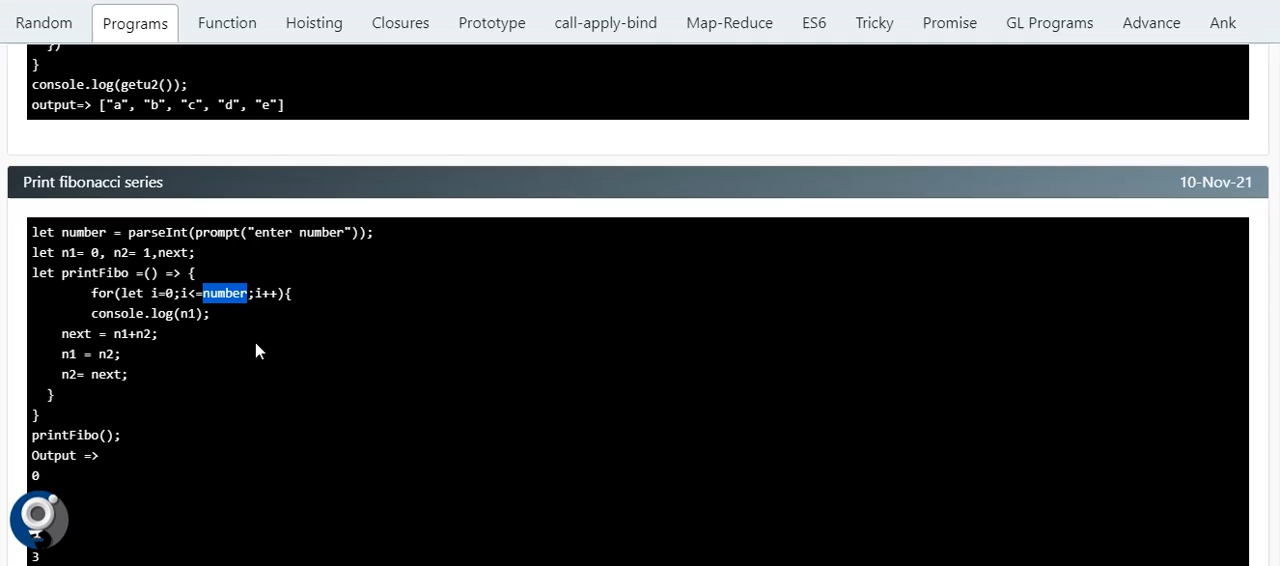 Random Programs Function Hoisting Closures Prototype call-apply-bind Map-Reduce ES6 Tricky Promise GL Programs Advance Ank
})
}
console.log(getu2());
output=> ["a", "b", "c", "d", "e"]
Print fibonacci series 10-Nov-21
let number = parseInt(prompt("enter number"));
let n1= 0, n2= 1,next;
let printFibo =() => {
for(let i=0;i<=number;i++){
console.log(n1);
next = n1+n2;
n1 = n2;
n2= next;
}
}
printFibo();
Output =>
0
3